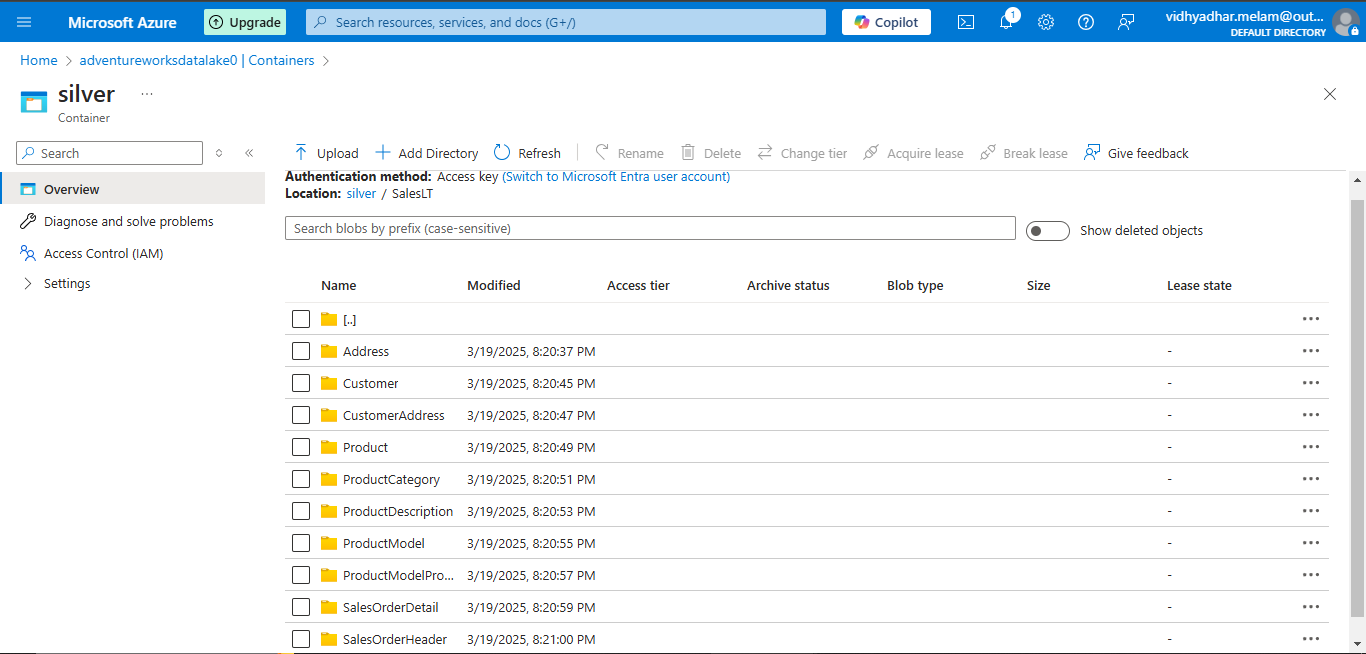 Microsoft Azure Upgrade Search resources, services, and docs (G+/) Copilot 1 vidhyadhar.melam@out...
DEFAULT DIRECTORY
Home > adventureworksdatalake0 | Containers >
silver ...
Container
Search
Upload Add Directory Refresh Rename Delete Change tier Acquire lease Break lease Give feedback
Overview
Diagnose and solve problems
Access Control (IAM)
Settings
Authentication method: Access key (Switch to Microsoft Entra user account)
Location: silver / SalesLT
Search blobs by prefix (case-sensitive) Show deleted objects
Name Modified Access tier Archive status Blob type Size Lease state
[..]
Address 3/19/2025, 8:20:37 PM -
Customer 3/19/2025, 8:20:45 PM -
CustomerAddress 3/19/2025, 8:20:47 PM -
Product 3/19/2025, 8:20:49 PM -
ProductCategory 3/19/2025, 8:20:51 PM -
ProductDescription 3/19/2025, 8:20:53 PM -
ProductModel 3/19/2025, 8:20:55 PM -
ProductModelPro... 3/19/2025, 8:20:57 PM -
SalesOrderDetail 3/19/2025, 8:20:59 PM -
SalesOrderHeader 3/19/2025, 8:21:00 PM -